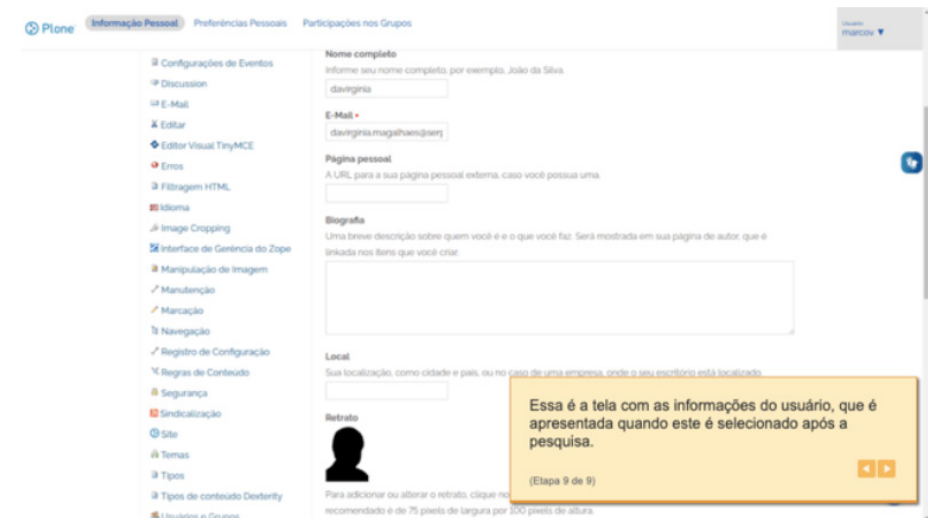 Plone
Informação Pessoal
Preferências Pessoais
Participações nos Grupos
Usuário
marcov ▼
Configurações de Eventos
Discussion
E-Mail
Editar
Editor Visual TinyMCE
Erros
Filtragem HTML
Idioma
Image Cropping
Interface de Gerência do Zope
Manipulação de Imagem
Manutenção
Marcação
Navegação
Registro de Configuração
Regras de Conteúdo
Segurança
Sindicalização
Site
Temas
Tipos
Tipos de conteúdo Dexterity
Usuários e Grupos
Nome completo
Informe seu nome completo, por exemplo, João da Silva.
davirginia
E-Mail •
davirginia.magalhaes@serp
Página pessoal
A URL para a sua página pessoal externa, caso você possua uma.
Biografia
Uma breve descrição sobre quem você é e o que você faz. Será mostrada em sua página de autor, que é
linkada nos itens que você criar.
Local
Sua localização, como cidade e país, ou no caso de uma empresa, onde o seu escritório está localizado.
Retrato
Para adicionar ou alterar o retrato, clique no
recomendado é de 75 pixels de largura por 100 pixels de altura.
Essa é a tela com as informações do usuário, que é
apresentada quando este é selecionado após a
pesquisa.
(Etapa 9 de 9)